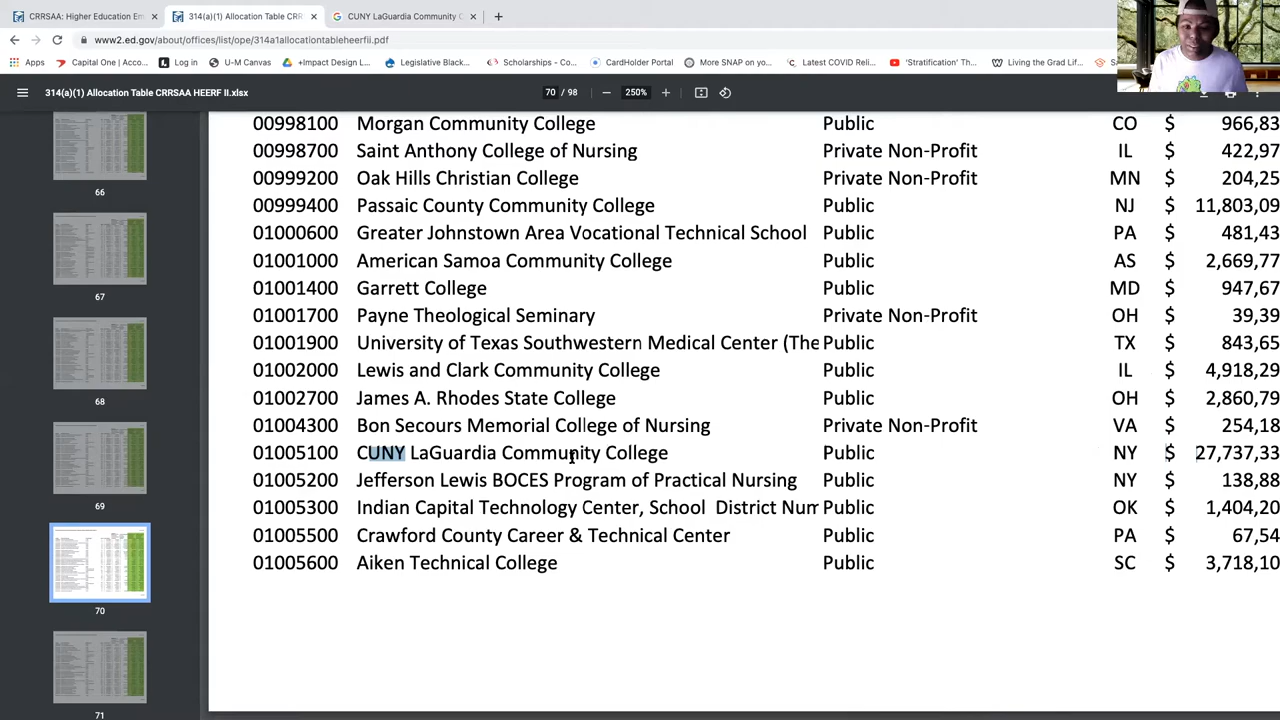 CRRSAA: Higher Education Em
314(a)(1) Allocation Table CRR
CUNY LaGuardia Community C
www2.ed.gov/about/offices/list/ope/314a1allocationtableheerfii.pdf
Apps
Capital One | Acco...
Log in
U-M Canvas
+Impact Design L...
Legislative Black...
Scholarships - Co...
CardHolder Portal
More SNAP on yo...
Latest COVID Reli...
'Stratification' Th...
Living the Grad Lif...
314(a)(1) Allocation Table CRRSAA HEERF II.xlsx
70 / 98
250%
66
67
68
69
70
71
00998100 Morgan Community College Public CO $ 966,83
00998700 Saint Anthony College of Nursing Private Non-Profit IL $ 422,97
00999200 Oak Hills Christian College Private Non-Profit MN $ 204,25
00999400 Passaic County Community College Public NJ $ 11,803,09
01000600 Greater Johnstown Area Vocational Technical School Public PA $ 481,43
01001000 American Samoa Community College Public AS $ 2,669,77
01001400 Garrett College Public MD $ 947,67
01001700 Payne Theological Seminary Private Non-Profit OH $ 39,39
01001900 University of Texas Southwestern Medical Center (The Public TX $ 843,65
01002000 Lewis and Clark Community College Public IL $ 4,918,29
01002700 James A. Rhodes State College Public OH $ 2,860,79
01004300 Bon Secours Memorial College of Nursing Private Non-Profit VA $ 254,18
01005100 CUNY LaGuardia Community College Public NY $ 27,737,33
01005200 Jefferson Lewis BOCES Program of Practical Nursing Public NY $ 138,88
01005300 Indian Capital Technology Center, School District Num Public OK $ 1,404,20
01005500 Crawford County Career & Technical Center Public PA $ 67,54
01005600 Aiken Technical College Public SC $ 3,718,10